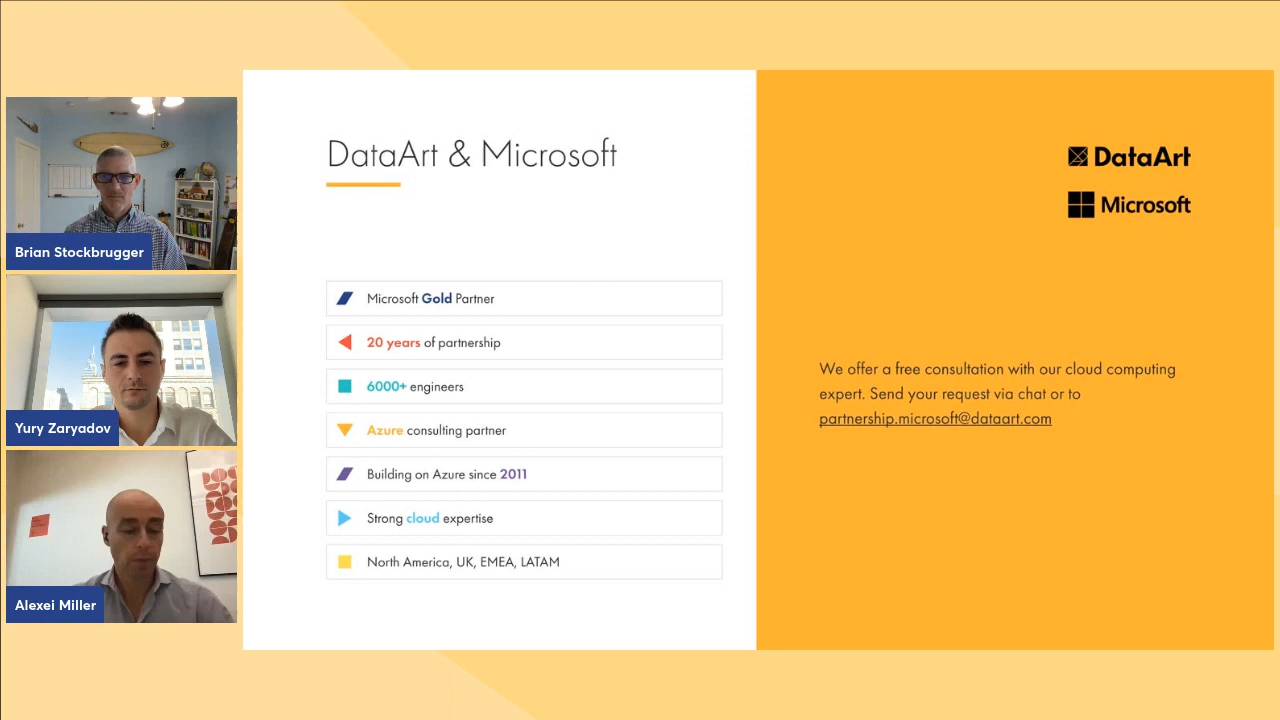 Brian Stockbrugger
Yury Zaryadov
Alexei Miller
DataArt & Microsoft
Microsoft Gold Partner
20 years of partnership
6000+ engineers
Azure consulting partner
Building on Azure since 2011
Strong cloud expertise
North America, UK, EMEA, LATAM
DataArt
Microsoft
We offer a free consultation with our cloud computing
expert. Send your request via chat or to
partnership.microsoft@dataart.com